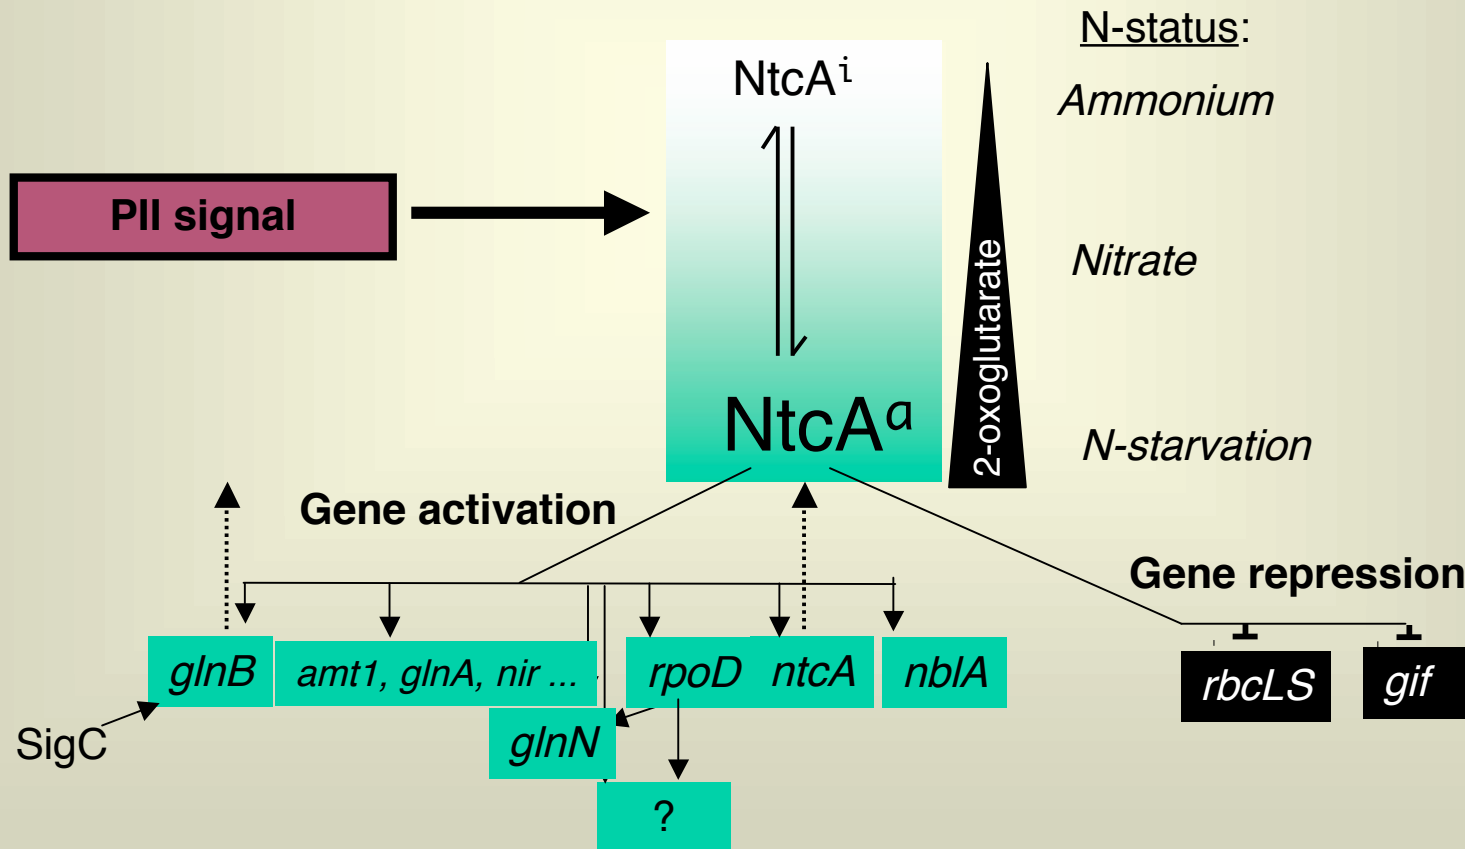 N-status:
NtcAⁱ
Ammonium
PII signal
Nitrate
2-oxoglutarate
NtcAᵃ
N-starvation
Gene activation
Gene repression
glnB
amt1, glnA, nir ...
rpoD
ntcA
nblA
rbcLS
gif
SigC
glnN
?